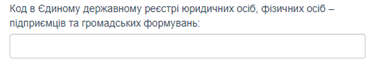 Код в Єдиному державному реєстрі юридичних осіб, фізичних осіб –
підприємців та громадських формувань: